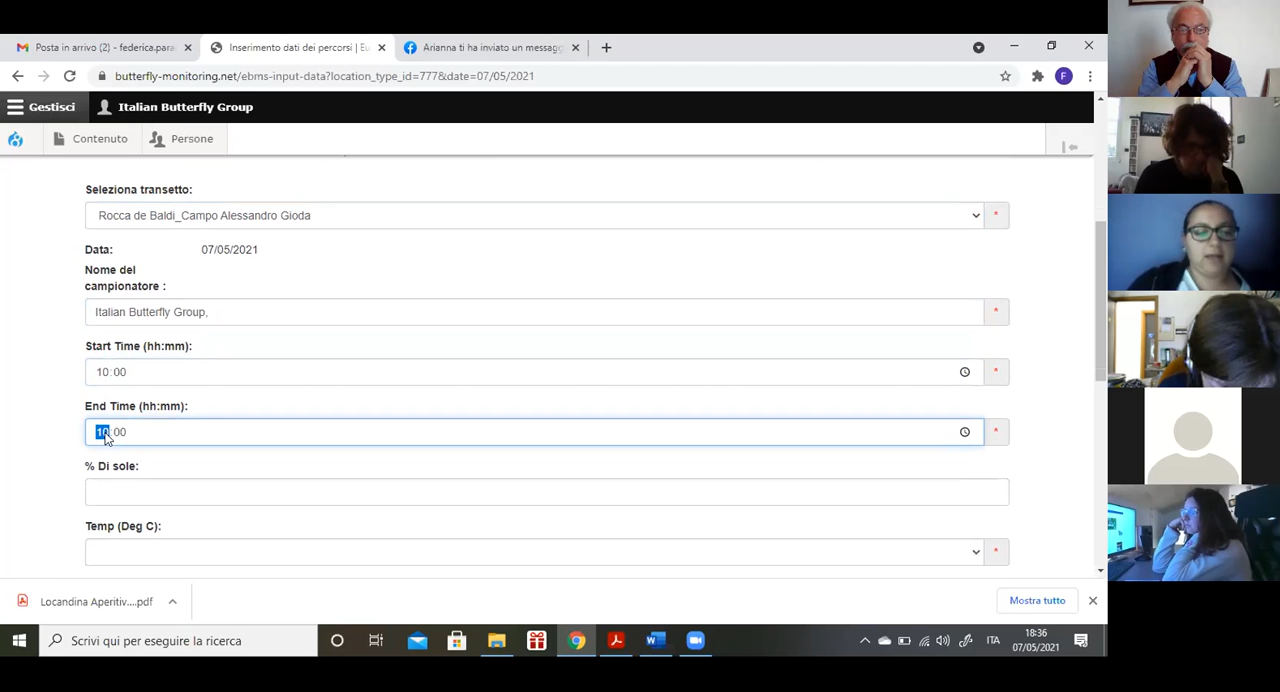 Posta in arrivo (2) - federica.para
Inserimento dati dei percorsi | Eu
Arianna ti ha inviato un messagg
butterfly-monitoring.net/ebms-input-data?location_type_id=777&date=07/05/2021
F
Gestisci
Italian Butterfly Group
Contenuto
Persone
Seleziona transetto:
Rocca de Baldi_Campo Alessandro Gioda
*
Data: 07/05/2021
Nome del
campionatore :
Italian Butterfly Group,
*
Start Time (hh:mm):
10:00
*
End Time (hh:mm):
10:00
*
% Di sole:
Temp (Deg C):
*
Locandina Aperitiv....pdf
Mostra tutto
Scrivi qui per eseguire la ricerca
ITA
18:36
07/05/2021